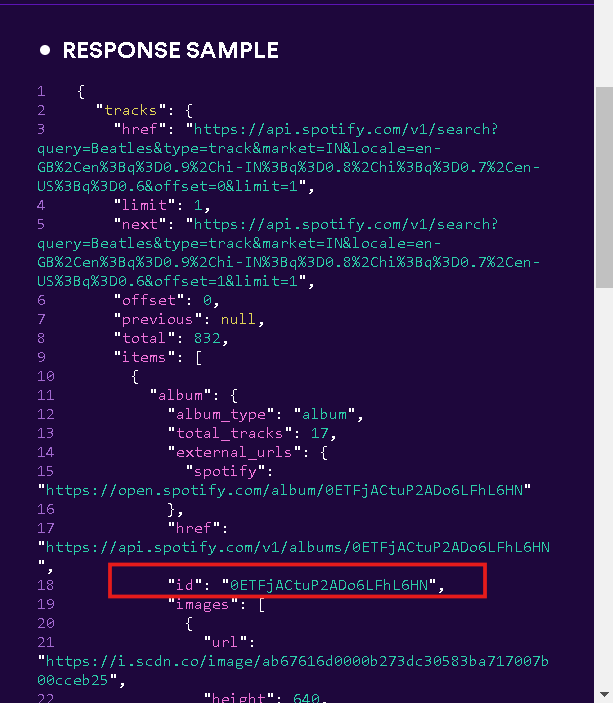 RESPONSE SAMPLE
1 {
2 "tracks": {
3 "href": "https://api.spotify.com/v1/search?
query=Beatles&type=track&market=IN&locale=en-
GB%2Cen%3Bq%3D0.9%2Chi-IN%3Bq%3D0.8%2Chi%3Bq%3D0.7%2Cen-
US%3Bq%3D0.6&offset=0&limit=1",
4 "limit": 1,
5 "next": "https://api.spotify.com/v1/search?
query=Beatles&type=track&market=IN&locale=en-
GB%2Cen%3Bq%3D0.9%2Chi-IN%3Bq%3D0.8%2Chi%3Bq%3D0.7%2Cen-
US%3Bq%3D0.6&offset=1&limit=1",
6 "offset": 0,
7 "previous": null,
8 "total": 832,
9 "items": [
10 {
11 "album": {
12 "album_type": "album",
13 "total_tracks": 17,
14 "external_urls": {
15 "spotify":
"https://open.spotify.com/album/0ETFjACtuP2ADo6LFhL6HN"
16 },
17 "href":
"https://api.spotify.com/v1/albums/0ETFjACtuP2ADo6LFhL6HN
",
18 "id": "0ETFjACtuP2ADo6LFhL6HN",
19 "images": [
20 {
21 "url":
"https://i.scdn.co/image/ab67616d0000b273dc30583ba717007b
00cceb25",
22 "height": 640,